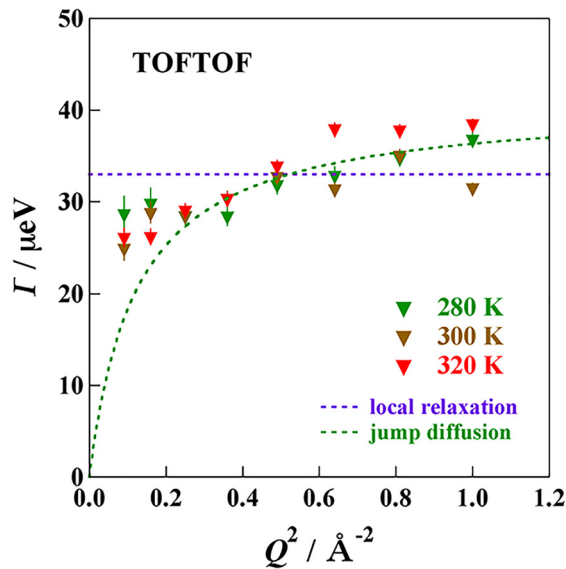 TOFTOF
50
40
30
20
10
0
Γ / μeV
280 K
300 K
320 K
local relaxation
jump diffusion
0.0 0.2 0.4 0.6 0.8 1.0 1.2
Q² / Å⁻²